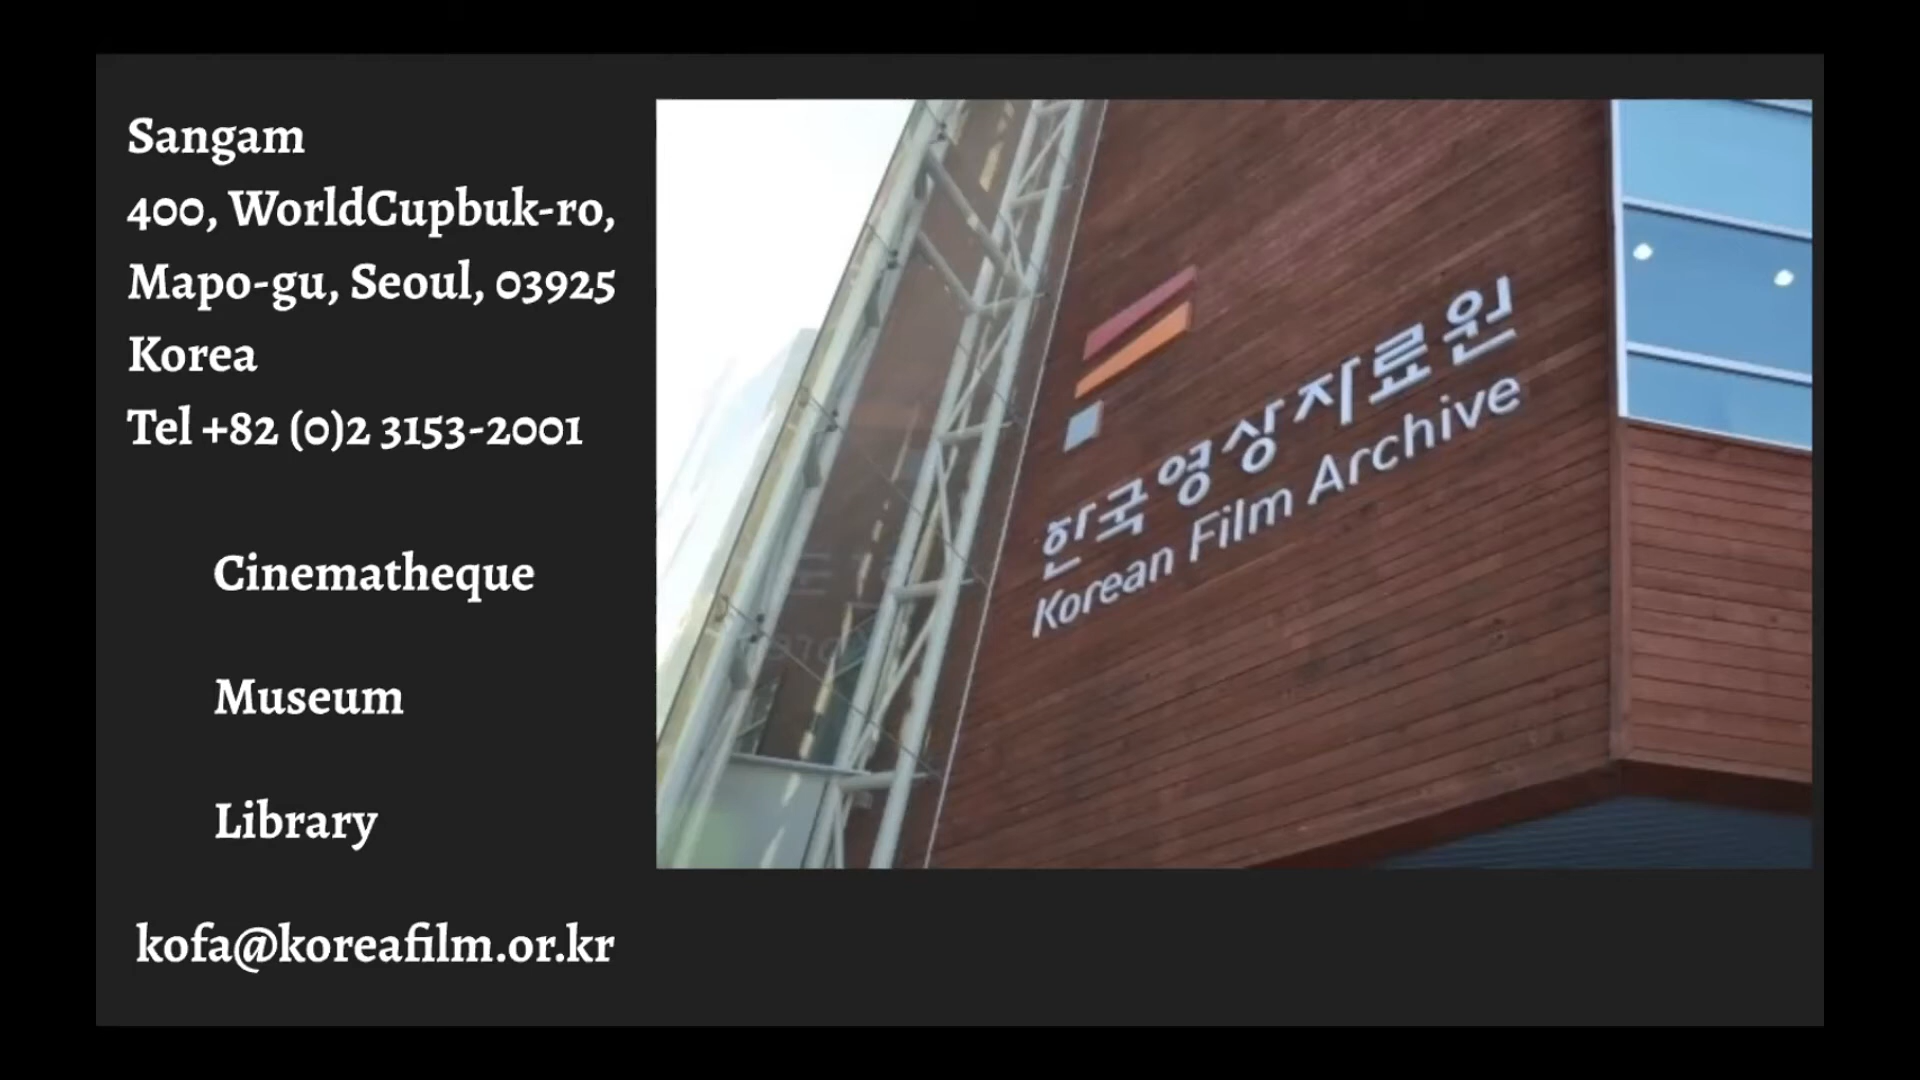 Sangam
400, WorldCupbuk-ro,
Mapo-gu, Seoul, 03925
Korea
Tel +82 (0)2 3153-2001
Cinematheque
Museum
Library
kofa@koreafilm.or.kr
한국영상자료원
Korean Film Archive